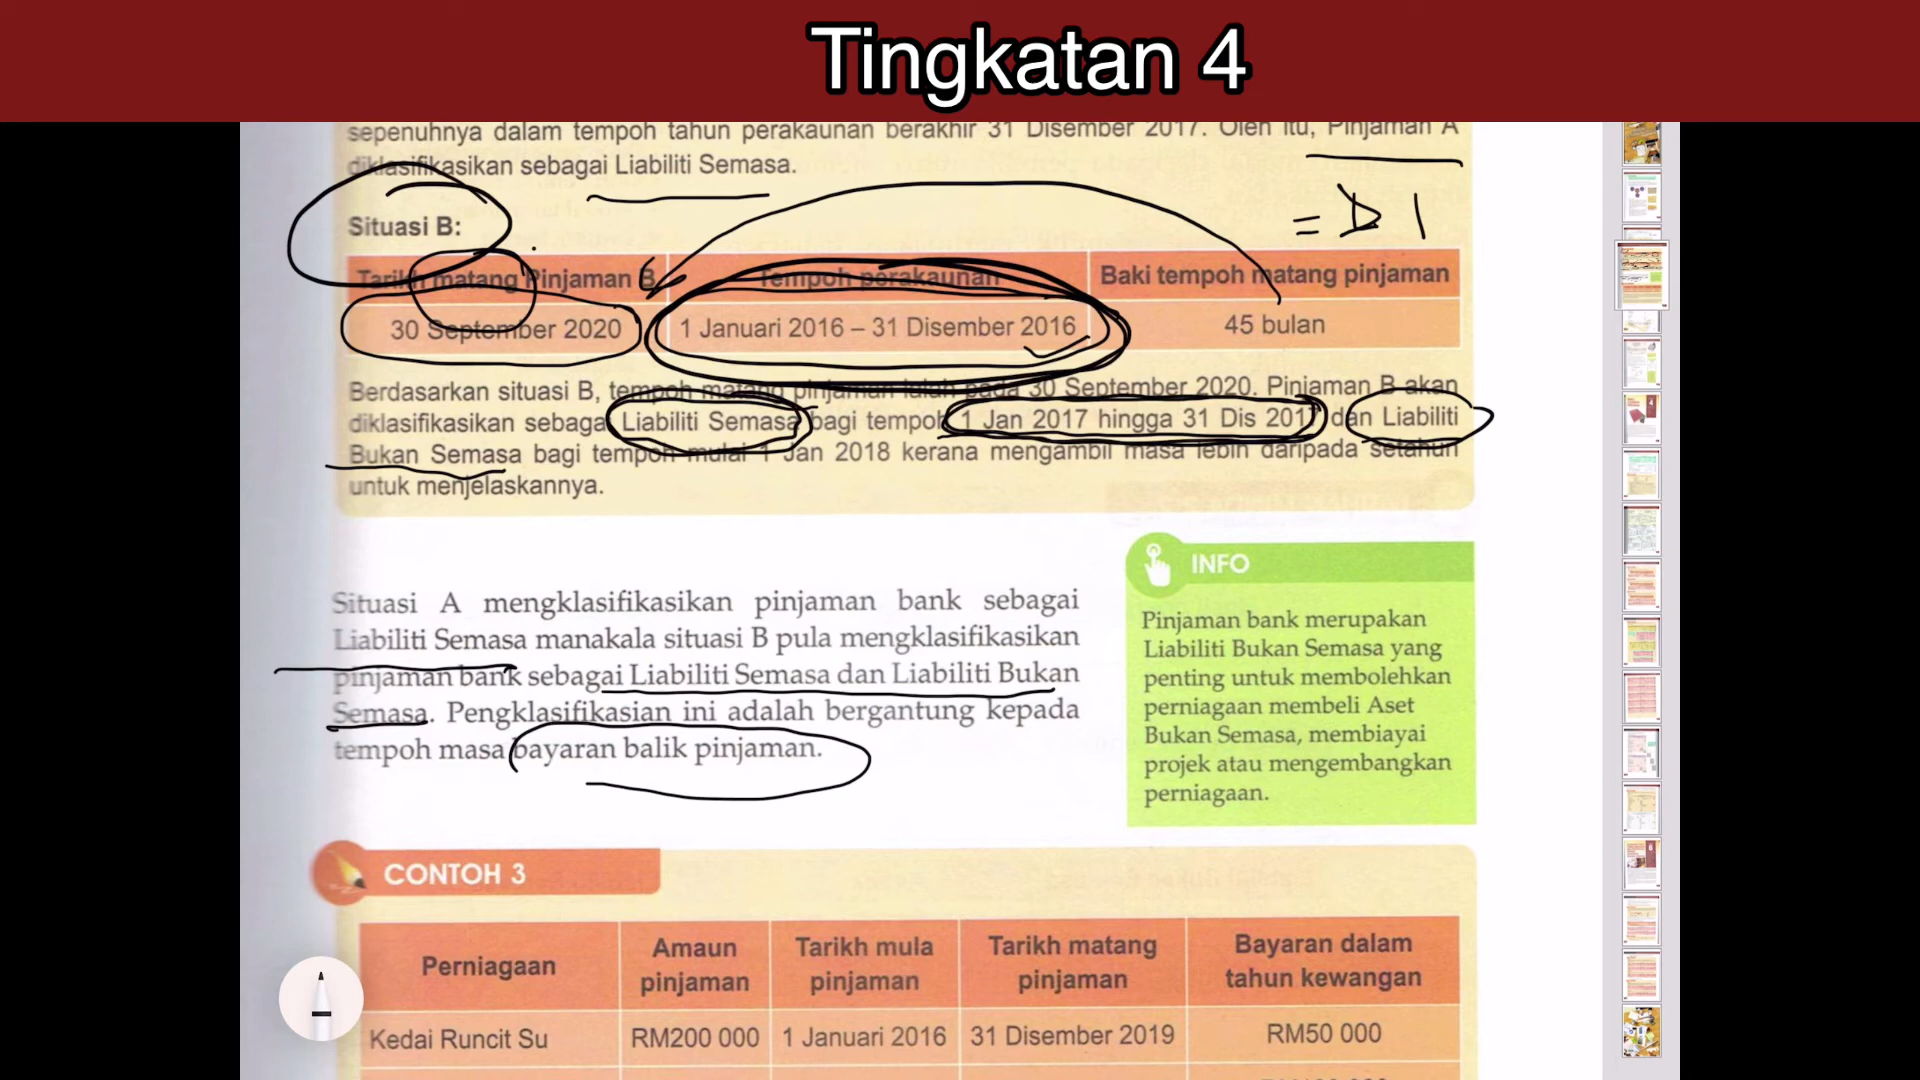 Tingkatan 4
sepenuhnya dalam tempoh tahun perakaunan berakhir 31 Disember 2017. Oleh itu, Pinjaman A
diklasifikasikan sebagai Liabiliti Semasa.
Situasi B:
Tarikh matang Pinjaman B Tempoh perakaunan Baki tempoh matang pinjaman
30 September 2020 1 Januari 2016 – 31 Disember 2016 45 bulan
Berdasarkan situasi B, tempoh matang pinjaman ialah pada 30 September 2020. Pinjaman B akan
diklasifikasikan sebagai Liabiliti Semasa bagi tempoh 1 Jan 2017 hingga 31 Dis 2017 dan Liabiliti
Bukan Semasa bagi tempoh mulai 1 Jan 2018 kerana mengambil masa lebih daripada setahun
untuk menjelaskannya.
Situasi A mengklasifikasikan pinjaman bank sebagai
Liabiliti Semasa manakala situasi B pula mengklasifikasikan
pinjaman bank sebagai Liabiliti Semasa dan Liabiliti Bukan
Semasa. Pengklasifikasian ini adalah bergantung kepada
tempoh masa bayaran balik pinjaman.
INFO
Pinjaman bank merupakan
Liabiliti Bukan Semasa yang
penting untuk membolehkan
perniagaan membeli Aset
Bukan Semasa, membiayai
projek atau mengembangkan
perniagaan.
CONTOH 3
Perniagaan Amaun pinjaman Tarikh mula pinjaman Tarikh matang pinjaman Bayaran dalam tahun kewangan
Kedai Runcit Su RM200 000 1 Januari 2016 31 Disember 2019 RM50 000